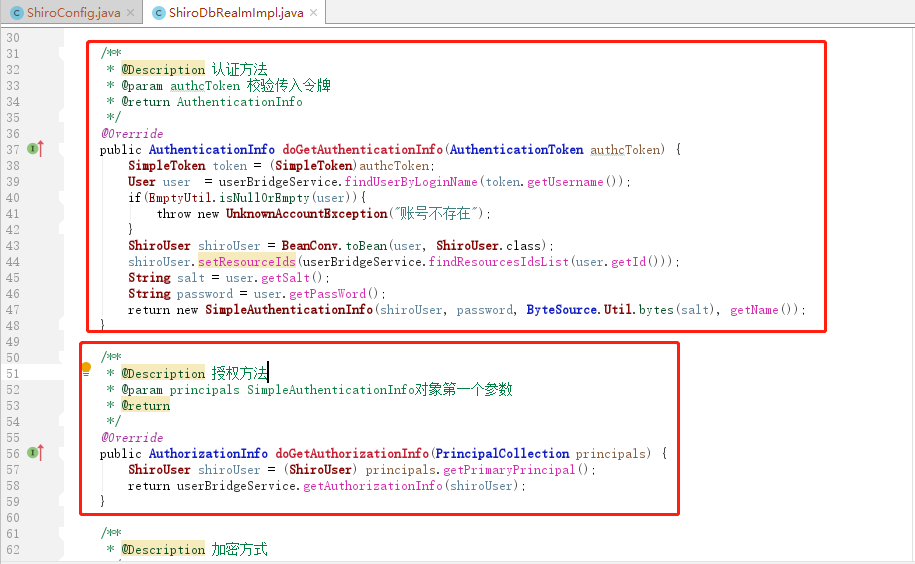 ShiroConfig.java × ShiroDbRealmImpl.java ×
30
31 /**
32 * @Description 认证方法
33 * @param authcToken 校验传入令牌
34 * @return AuthenticationInfo
35 */
36 @Override
37 public AuthenticationInfo doGetAuthenticationInfo(AuthenticationToken authcToken) {
38 SimpleToken token = (SimpleToken)authcToken;
39 User user = userBridgeService.findUserByLoginName(token.getUsername());
40 if(EmptyUtil.isNullOrEmpty(user)){
41 throw new UnknownAccountException("账号不存在");
42 }
43 ShiroUser shiroUser = BeanConv.toBean(user, ShiroUser.class);
44 shiroUser.setResourceIds(userBridgeService.findResourcesIdsList(user.getId()));
45 String salt = user.getSalt();
46 String password = user.getPassWord();
47 return new SimpleAuthenticationInfo(shiroUser, password, ByteSource.Util.bytes(salt), getName());
48 }
49
50 /**
51 * @Description 授权方法
52 * @param principals SimpleAuthenticationInfo对象第一个参数
53 * @return
54 */
55 @Override
56 public AuthorizationInfo doGetAuthorizationInfo(PrincipalCollection principals) {
57 ShiroUser shiroUser = (ShiroUser) principals.getPrimaryPrincipal();
58 return userBridgeService.getAuthorizationInfo(shiroUser);
59 }
60
61 /**
62 * @Description 加密方式